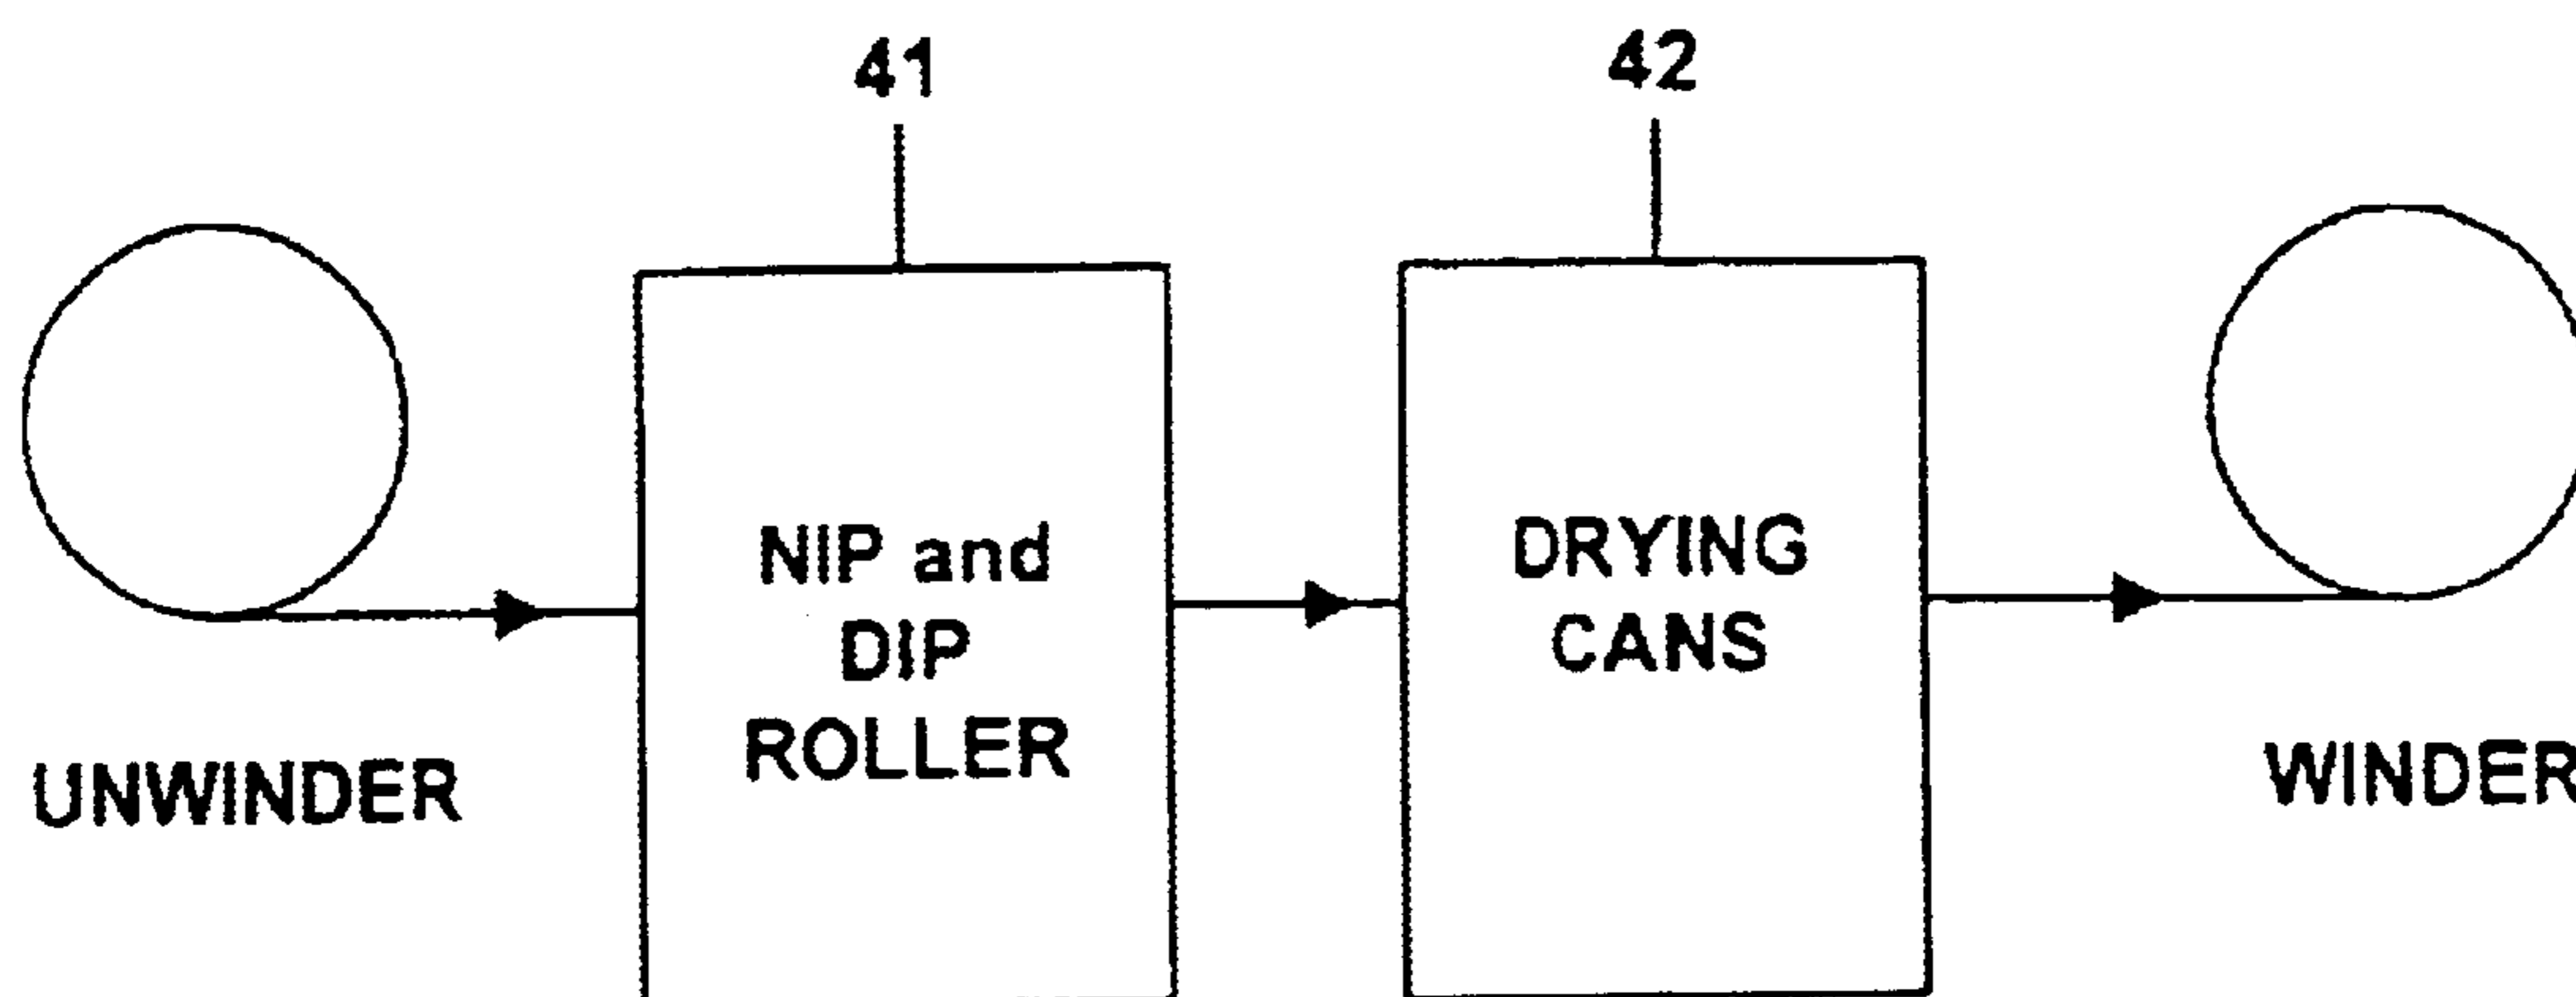 41
42
NIP and
DIP
ROLLER
DRYING
CANS
UNWINDER
WINDER